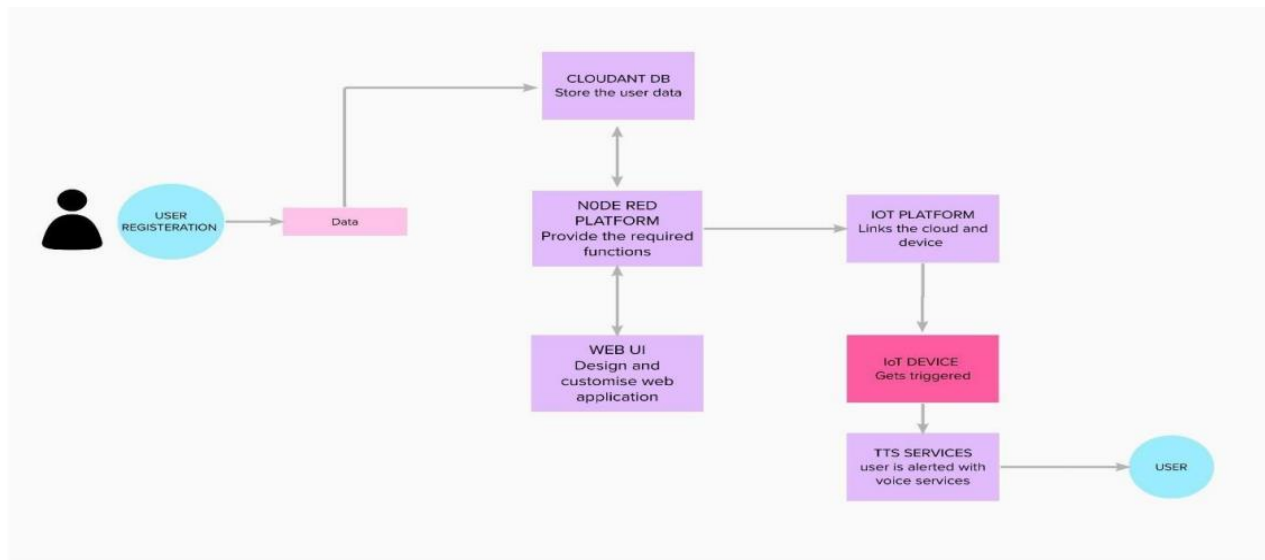 CLOUDANT DB
Store the user data
USER
REGISTERATION
Data
N0DE RED
PLATFORM
Provide the required
functions
IOT PLATFORM
Links the cloud and
device
WEB UI
Design and
customise web
application
IoT DEVICE
Gets triggered
TTS SERVICES
user is alerted with
voice services
USER